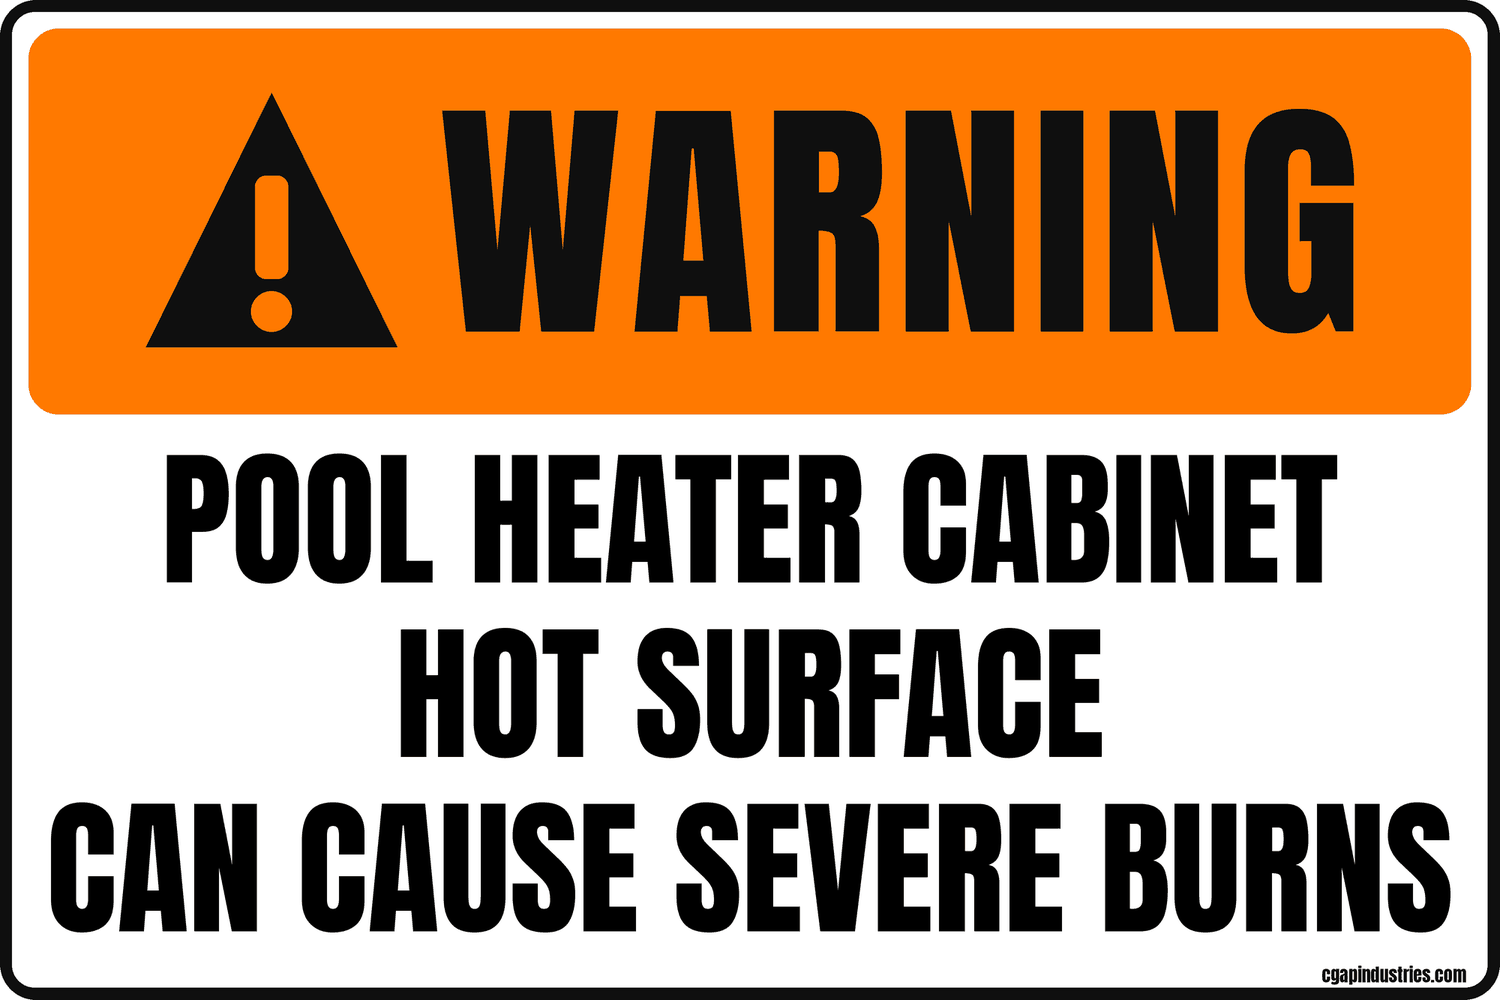 WARNING
POOL HEATER CABINET
HOT SURFACE
CAN CAUSE SEVERE BURNS
cgapindustries.com